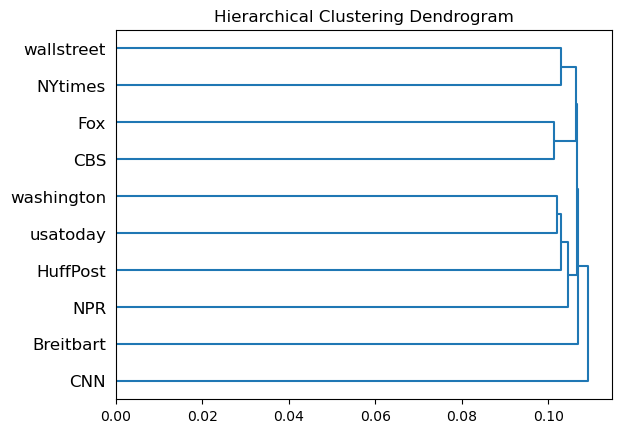 Hierarchical Clustering Dendrogram
wallstreet
NYtimes
Fox
CBS
washington
usatoday
HuffPost
NPR
Breitbart
CNN
0.00 0.02 0.04 0.06 0.08 0.10